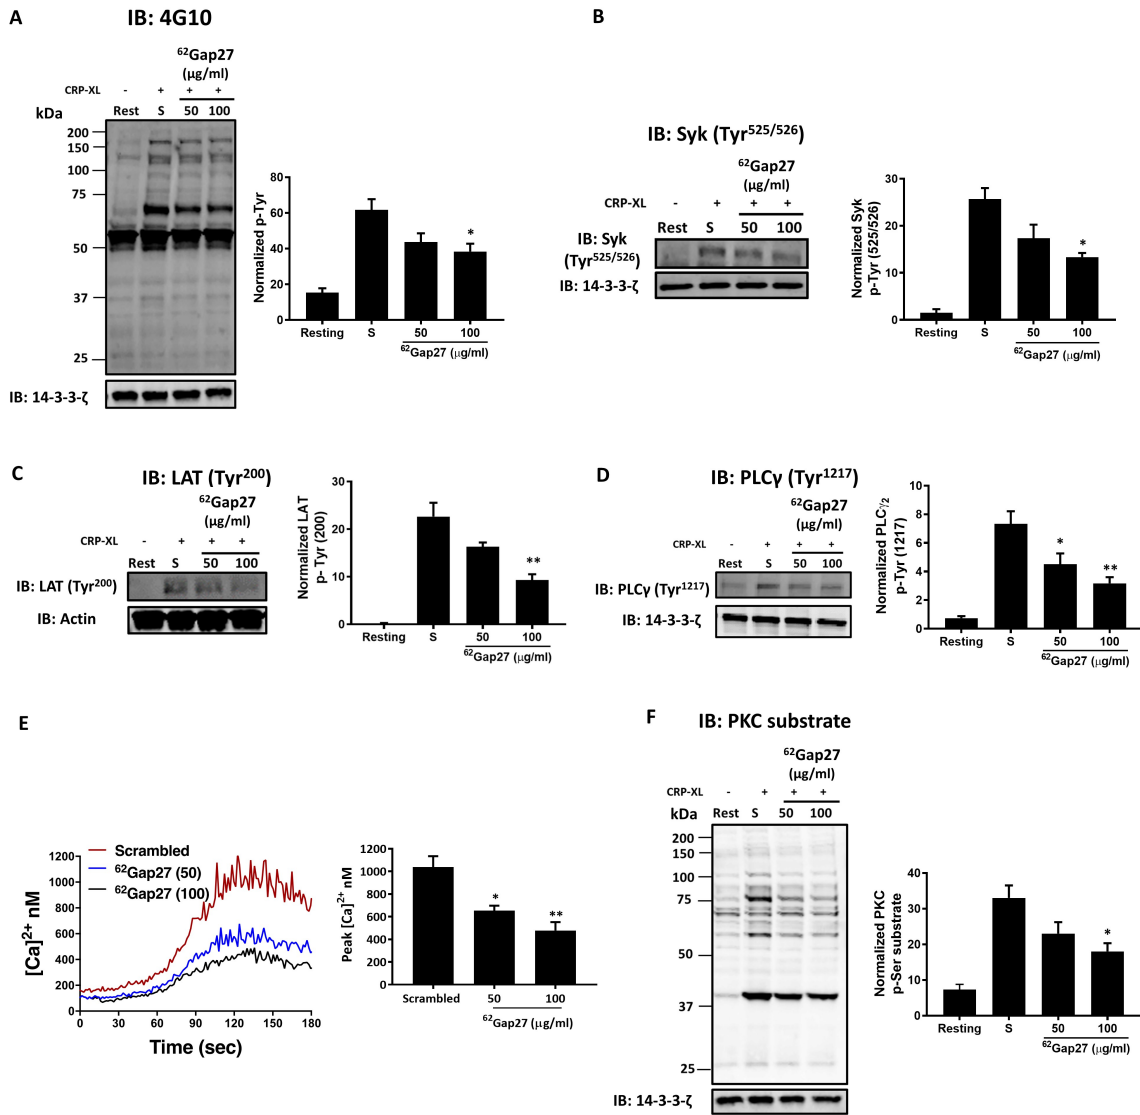 A
IB: 4G10
⁶²Gap27
(µg/ml)
CRP-XL - + + +
kDa Rest S 50 100
200
150
100
75
50
37
25
IB: 14-3-3-ζ
Normalized p-Tyr
80
60
40
20
0
Resting S 50 100
*
⁶²Gap27 (µg/ml)
B
IB: Syk (Tyr⁵²⁵/⁵²⁶)
⁶²Gap27
(µg/ml)
CRP-XL - + + +
Rest S 50 100
IB: Syk
(Tyr⁵²⁵/⁵²⁶)
IB: 14-3-3-ζ
Normalized Syk
p-Tyr (525/526)
30
20
10
0
*
Resting S 50 100
⁶²Gap27 (µg/ml)
C
IB: LAT (Tyr²⁰⁰)
⁶²Gap27
(µg/ml)
CRP-XL - + + +
Rest S 50 100
IB: LAT (Tyr²⁰⁰)
IB: Actin
Normalized LAT
p- Tyr (200)
30
20
10
0
**
Resting S 50 100
⁶²Gap27 (µg/ml)
D
IB: PLCγ (Tyr¹²¹⁷)
⁶²Gap27
(µg/ml)
CRP-XL - + + +
Rest S 50 100
IB: PLCγ (Tyr¹²¹⁷)
IB: 14-3-3-ζ
Normalized PLCγ₂
p-Tyr (1217)
10
8
6
4
2
0
*
**
Resting S 50 100
⁶²Gap27 (µg/ml)
E
Scrambled
⁶²Gap27 (50)
⁶²Gap27 (100)
[Ca]²⁺ nM
1200
1000
800
600
400
200
0
0 30 60 90 120 150 180
Time (sec)
Peak [Ca]²⁺ nM
1200
1000
800
600
400
200
0
*
**
Scrambled 50 100
⁶²Gap27 (µg/ml)
F
IB: PKC substrate
⁶²Gap27
(µg/ml)
CRP-XL - + + +
kDa Rest S 50 100
200
150
100
75
50
37
25
IB: 14-3-3-ζ
Normalized PKC
p-Ser substrate
40
30
20
10
0
*
Resting S 50 100
⁶²Gap27 (µg/ml)